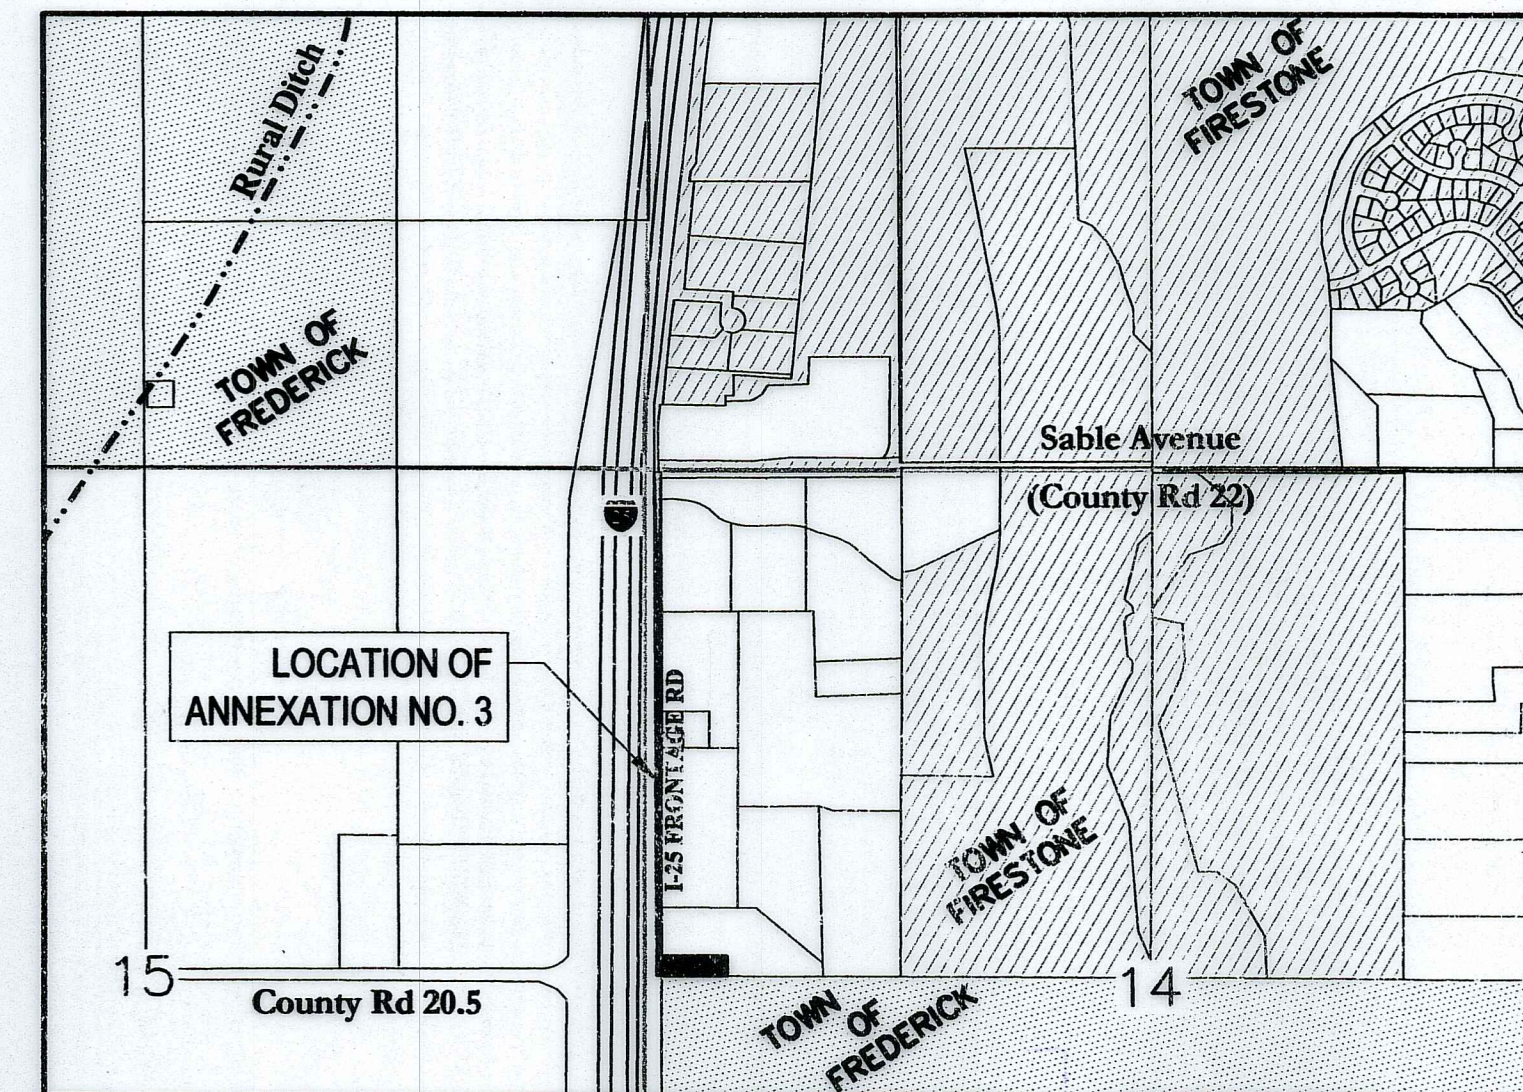 Rural Ditch
TOWN OF
FIRESTONE
TOWN OF
FREDERICK
Sable Avenue
(County Rd 22)
LOCATION OF
ANNEXATION NO. 3
I-25 FRONTAGE RD
TOWN OF
FIRESTONE
15
County Rd 20.5
14
TOWN
OF
FREDERICK